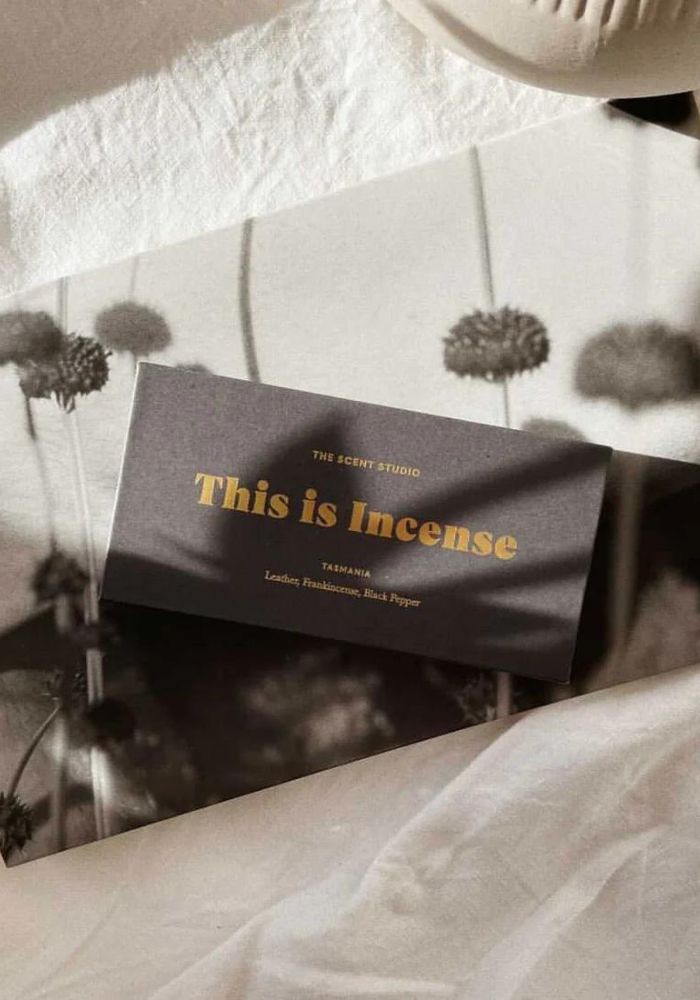 THE SCENT STUDIO
This is Incense
TASMANIA
Leather, Frankincense, Black Pepper